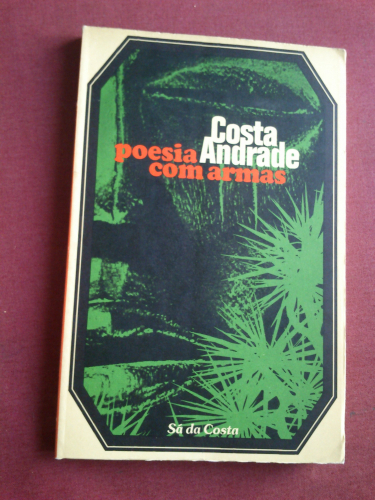 Costa
Andrade
poesia
com armas
Sá da Costa